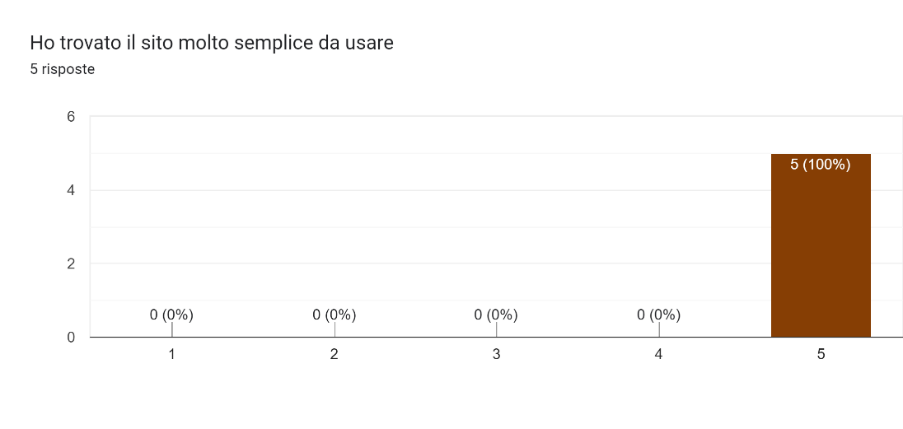 Ho trovato il sito molto semplice da usare
5 risposte
6
4
2
0
0 (0%) 0 (0%) 0 (0%) 0 (0%) 5 (100%)
1 2 3 4 5